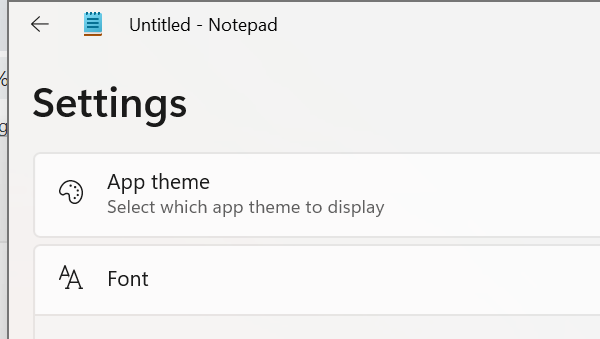 Untitled - Notepad
Settings
App theme
Select which app theme to display
Font